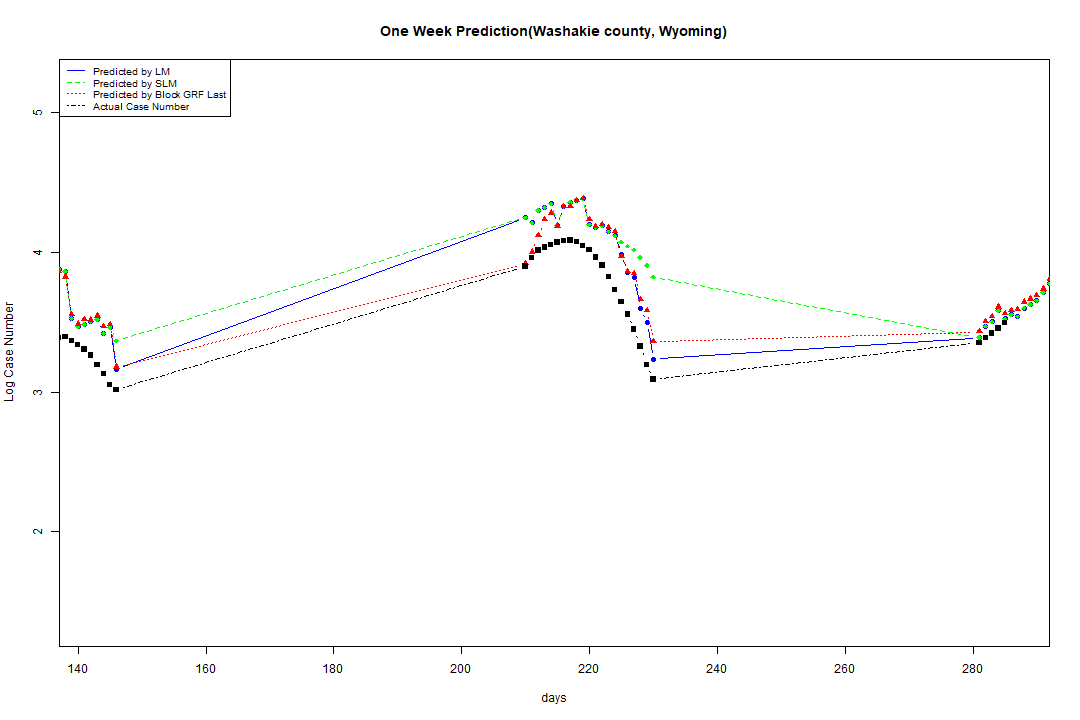 One Week Prediction(Washakie county, Wyoming)
Predicted by LM
Predicted by SLM
Predicted by Block GRF Last
Actual Case Number
5
4
3
2
Log Case Number
140 160 180 200 220 240 260 280
days